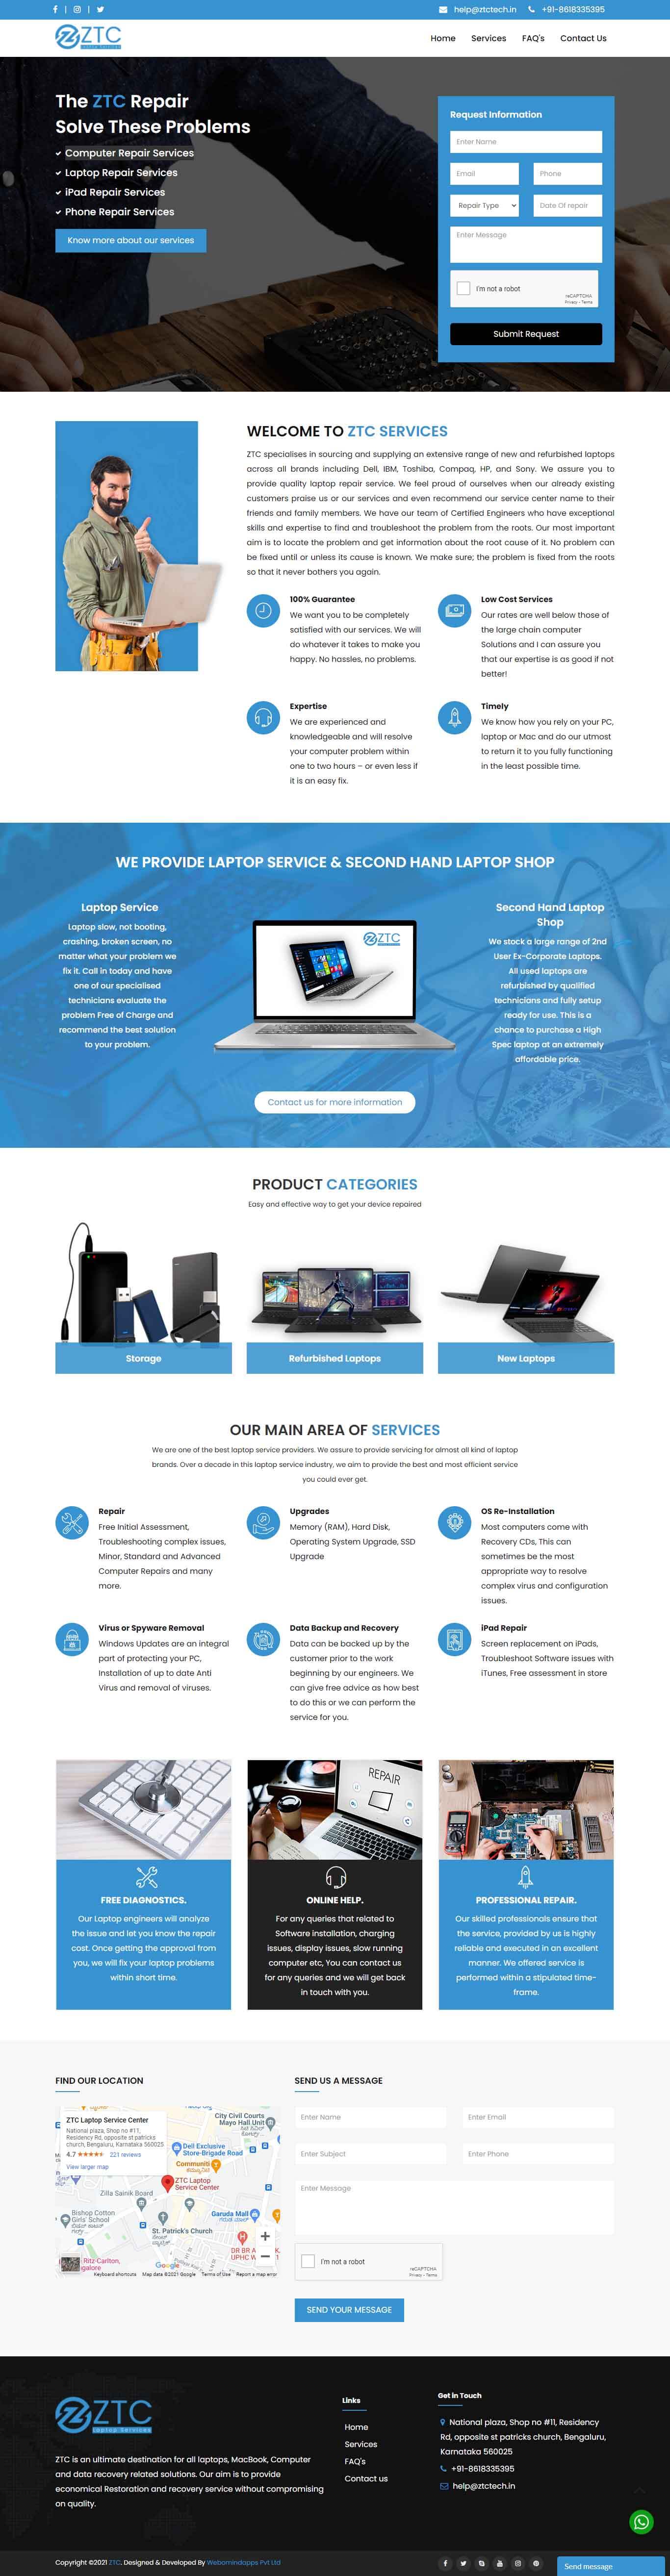 help@ztctech.in
+91-8618335395
ZTC
Home
Services
FAQ's
Contact Us
The ZTC Repair
Solve These Problems
Computer Repair Services
Laptop Repair Services
iPad Repair Services
Phone Repair Services
Know more about our services
Request Information
Enter Name
Email
Phone
Repair Type
Date Of repair
Enter Message
I'm not a robot
reCAPTCHA
Privacy - Terms
Submit Request
WELCOME TO ZTC SERVICES
ZTC specialises in sourcing and supplying an extensive range of new and refurbished laptops
across all brands including Dell, IBM, Toshiba, Compaq, HP, and Sony. We assure you to
provide quality laptop repair service. We feel proud of ourselves when our already existing
customers praise us or our services and even recommend our service center name to their
friends and family members. We have our team of Certified Engineers who have exceptional
skills and expertise to find and troubleshoot the problem from the roots. Our most important
aim is to locate the problem and get information about the root cause of it. No problem can
be fixed until or unless its cause is known. We make sure; the problem is fixed from the roots
so that it never bothers you again.
100% Guarantee
We want you to be completely
satisfied with our services. We will
do whatever it takes to make you
happy. No hassles, no problems.
Low Cost Services
Our rates are well below those of
the large chain computer
Solutions and I can assure you
that our expertise is as good if not
better!
Expertise
We are experienced and
knowledgeable and will resolve
your computer problem within
one to two hours – or even less if
it is an easy fix.
Timely
We know how you rely on your PC,
laptop or Mac and do our utmost
to return it to you fully functioning
in the least possible time.
WE PROVIDE LAPTOP SERVICE & SECOND HAND LAPTOP SHOP
Laptop Service
Laptop slow, not booting,
crashing, broken screen, no
matter what your problem we
fix it. Call in today and have
one of our specialised
technicians evaluate the
problem Free of Charge and
recommend the best solution
to your problem.
ZTC
Second Hand Laptop
Shop
We stock a large range of 2nd
User Ex-Corporate Laptops.
All used laptops are
refurbished by qualified
technicians and fully setup
ready for use. This is a
chance to purchase a High
Spec laptop at an extremely
affordable price.
Contact us for more information
PRODUCT CATEGORIES
Easy and effective way to get your device repaired
Storage
Refurbished Laptops
New Laptops
OUR MAIN AREA OF SERVICES
We are one of the best laptop service providers. We assure to provide servicing for almost all kind of laptop
brands. Over a decade in this laptop service industry, we aim to provide the best and most efficient service
you could ever get.
Repair
Free Initial Assessment,
Troubleshooting complex issues,
Minor, Standard and Advanced
Computer Repairs and many
more.
Upgrades
Memory (RAM), Hard Disk,
Operating System Upgrade, SSD
Upgrade
OS Re-Installation
Most computers come with
Recovery CDs, This can
sometimes be the most
appropriate way to resolve
complex virus and configuration
issues.
Virus or Spyware Removal
Windows Updates are an integral
part of protecting your PC,
Installation of up to date Anti
Virus and removal of viruses.
Data Backup and Recovery
Data can be backed up by the
customer prior to the work
beginning by our engineers. We
can give free advice as how best
to do this or we can perform the
service for you.
iPad Repair
Screen replacement on iPads,
Troubleshoot Software issues with
iTunes, Free assessment in store
REPAIR
FREE DIAGNOSTICS.
Our Laptop engineers will analyze
the issue and let you know the repair
cost. Once getting the approval from
you, we will fix your laptop problems
within short time.
ONLINE HELP.
For any queries that related to
Software installation, charging
issues, display issues, slow running
computer etc, You can contact us
for any queries and we will get back
in touch with you.
PROFESSIONAL REPAIR.
Our skilled professionals ensure that
the service, provided by us is highly
reliable and executed in an excellent
manner. We offered service is
performed within a stipulated time-
frame.
FIND OUR LOCATION
ZTC Laptop Service Center
National plaza, Shop no #11,
Residency Rd, opposite st patricks
church, Bengaluru, Karnataka 560025
4.7
221 reviews
View larger map
City Civil Courts
Mayo Hall Unit
Dell Exclusive
Store-Brigade Road
Communiti
ZTC Laptop
Service Center
Zilla Sainik Board
Bishop Cotton
Girls' School
Garuda Mall
St. Patrick's Church
DR BR A
UPHC
K,
Ritz Carlton,
galore
Google
Keyboard shortcuts
Map data ©2021 Google
Terms of Use
Report a map error
SEND US A MESSAGE
Enter Name
Enter Email
Enter Subject
Enter Phone
Enter Message
I'm not a robot
reCAPTCHA
Privacy - Terms
SEND YOUR MESSAGE
ZTC
Laptop Services
ZTC is an ultimate destination for all laptops, MacBook, Computer
and data recovery related solutions. Our aim is to provide
economical Restoration and recovery service without compromising
on quality.
Links
Home
Services
FAQ's
Contact us
Get in Touch
National plaza, Shop no #11, Residency
Rd, opposite st patricks church, Bengaluru,
Karnataka 560025
+91-8618335395
help@ztctech.in
Copyright ©2021 ZTC. Designed & Developed By Webomindapps Pvt Ltd
Send message